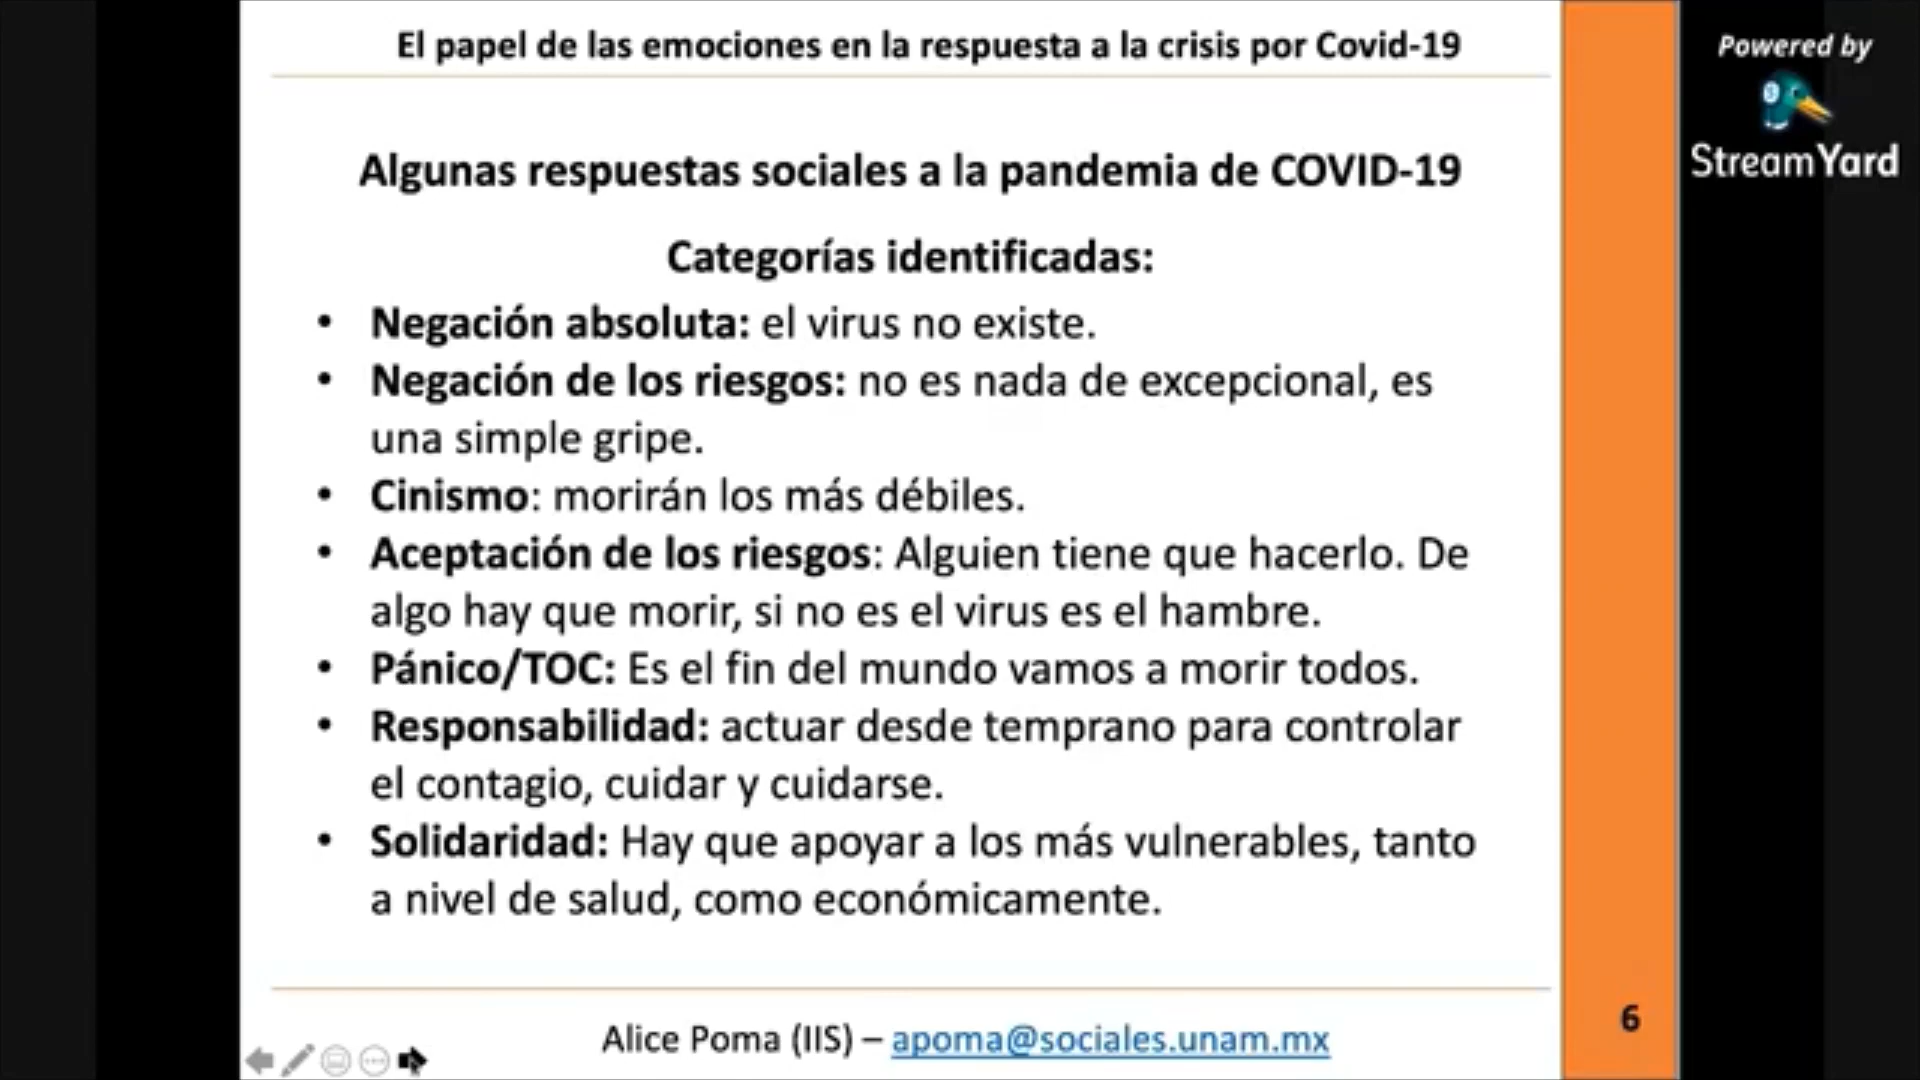 El papel de las emociones en la respuesta a la crisis por Covid-19
Powered by
StreamYard
Algunas respuestas sociales a la pandemia de COVID-19
Categorías identificadas:
• Negación absoluta: el virus no existe.
• Negación de los riesgos: no es nada de excepcional, es
una simple gripe.
• Cinismo: morirán los más débiles.
• Aceptación de los riesgos: Alguien tiene que hacerlo. De
algo hay que morir, si no es el virus es el hambre.
• Pánico/TOC: Es el fin del mundo vamos a morir todos.
• Responsabilidad: actuar desde temprano para controlar
el contagio, cuidar y cuidarse.
• Solidaridad: Hay que apoyar a los más vulnerables, tanto
a nivel de salud, como económicamente.
Alice Poma (IIS) – apoma@sociales.unam.mx
6